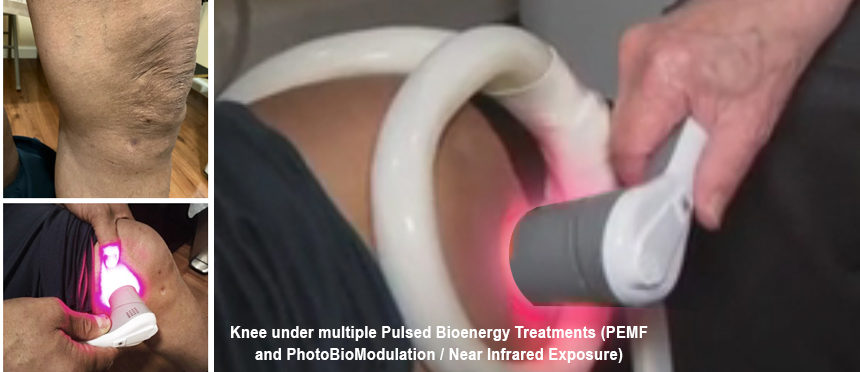 Knee under multiple Pulsed Bioenergy Treatments (PEMF
and PhotoBioModulation / Near Infrared Exposure)